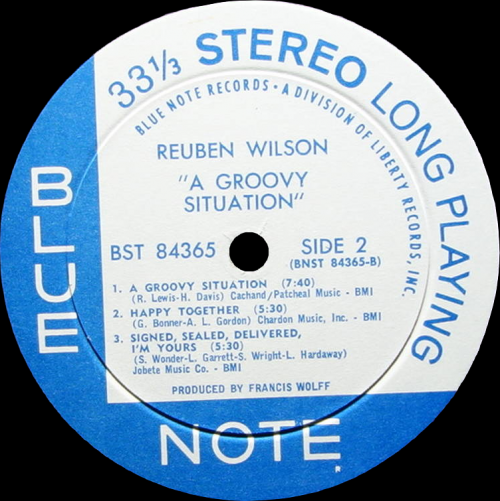 33 1/3 STEREO LONG PLAYING
BLUE NOTE RECORDS • A DIVISION OF LIBERTY RECORDS, INC.
REUBEN WILSON
"A GROOVY
SITUATION"
BST 84365
SIDE 2
(BNST 84365-B)
1. A GROOVY SITUATION (7:40)
(R. Lewis-H. Davis) Cachand/Patcheal Music - BMI
2. HAPPY TOGETHER (5:30)
(G. Bonner-A. L. Gordon) Chardon Music, Inc. - BMI
3. SIGNED, SEALED, DELIVERED,
I'M YOURS (5:30)
(S. Wonder-L. Garrett-S. Wright-L. Hardaway)
Jobete Music Co. - BMI
PRODUCED BY FRANCIS WOLFF
BLUE
NOTE